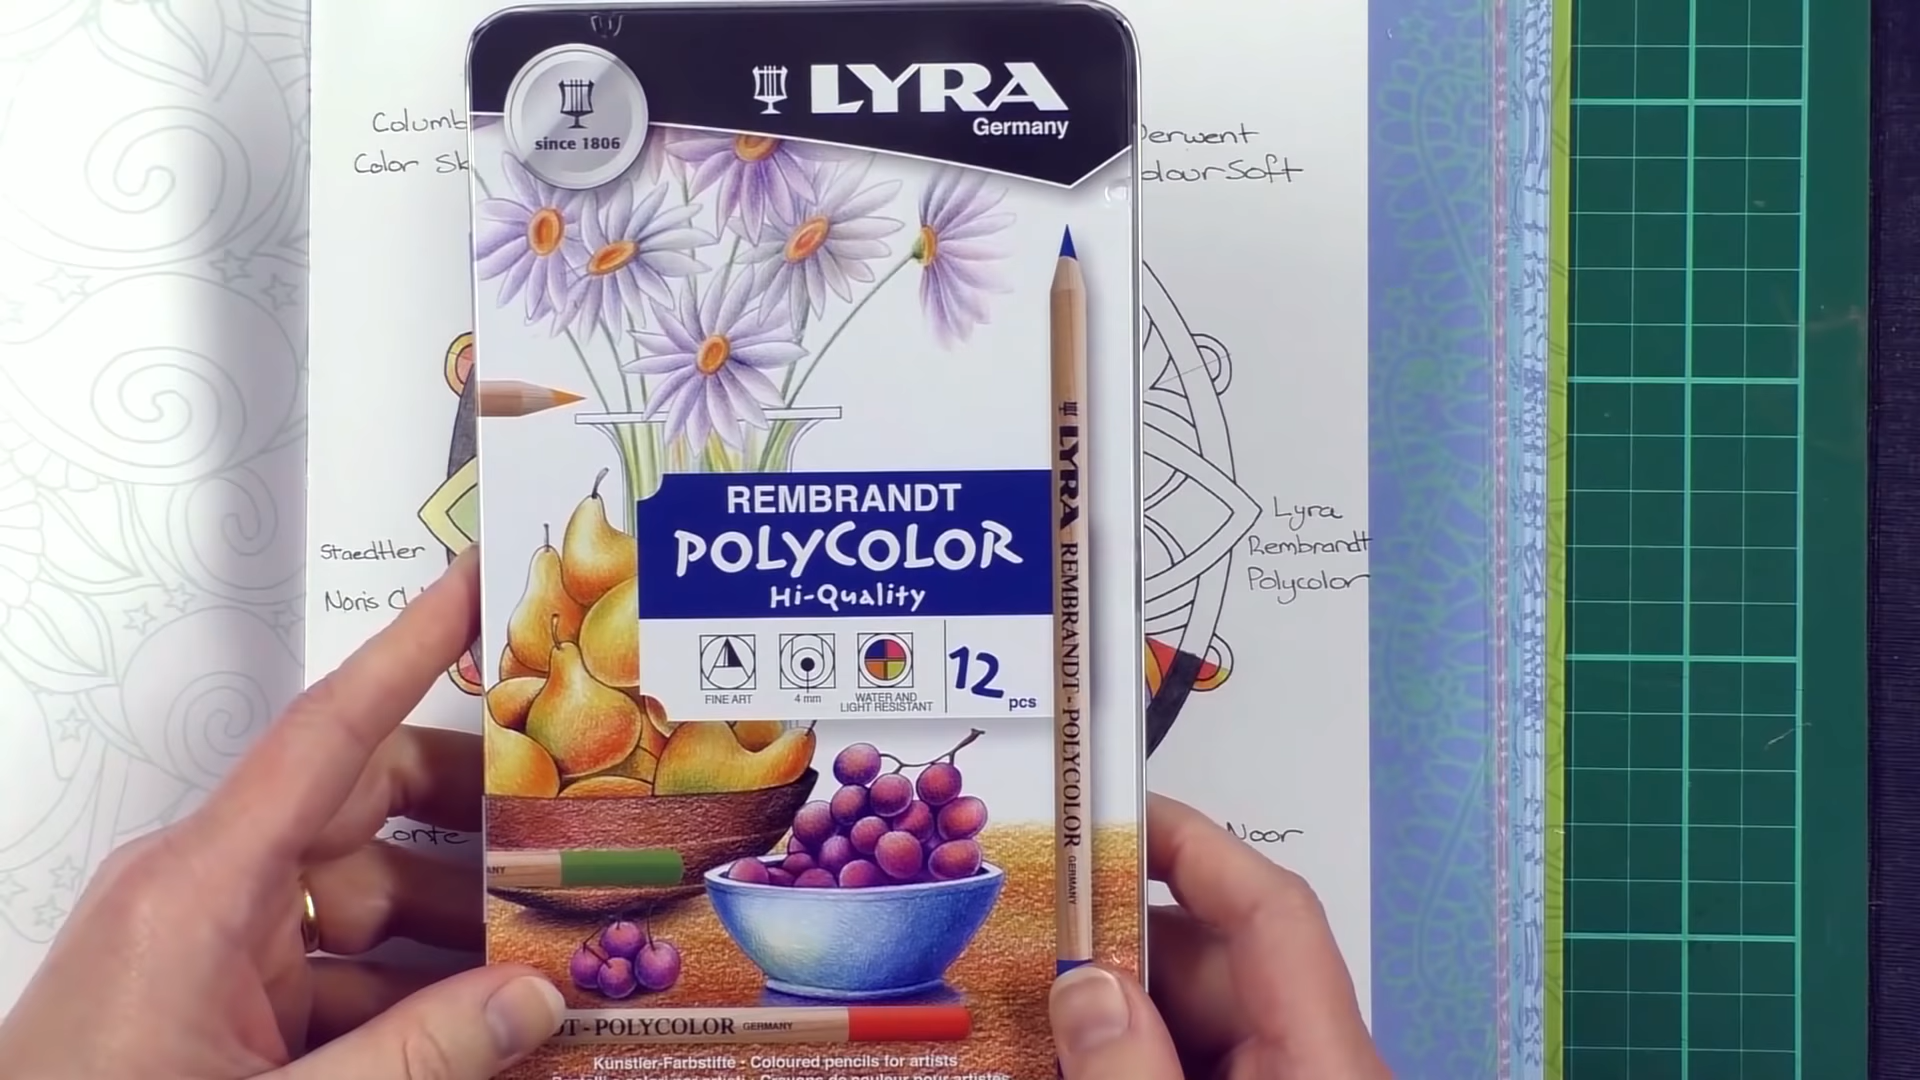 since 1806
LYRA
Germany
Color
Derwent
ColourSoft
REMBRANDT
POLYCOLOR
Hi-Quality
FINE ART
4 mm
WATER AND
LIGHT RESISTANT
12
pcs
LYRA REMBRANDT-POLYCOLOR GERMANY
Staedtler
Noris
Lyra
Rembrandt
Polycolor
Conte
Noor
POLYCOLOR GERMANY
Künstler-Farbstifte - Coloured pencils for artists